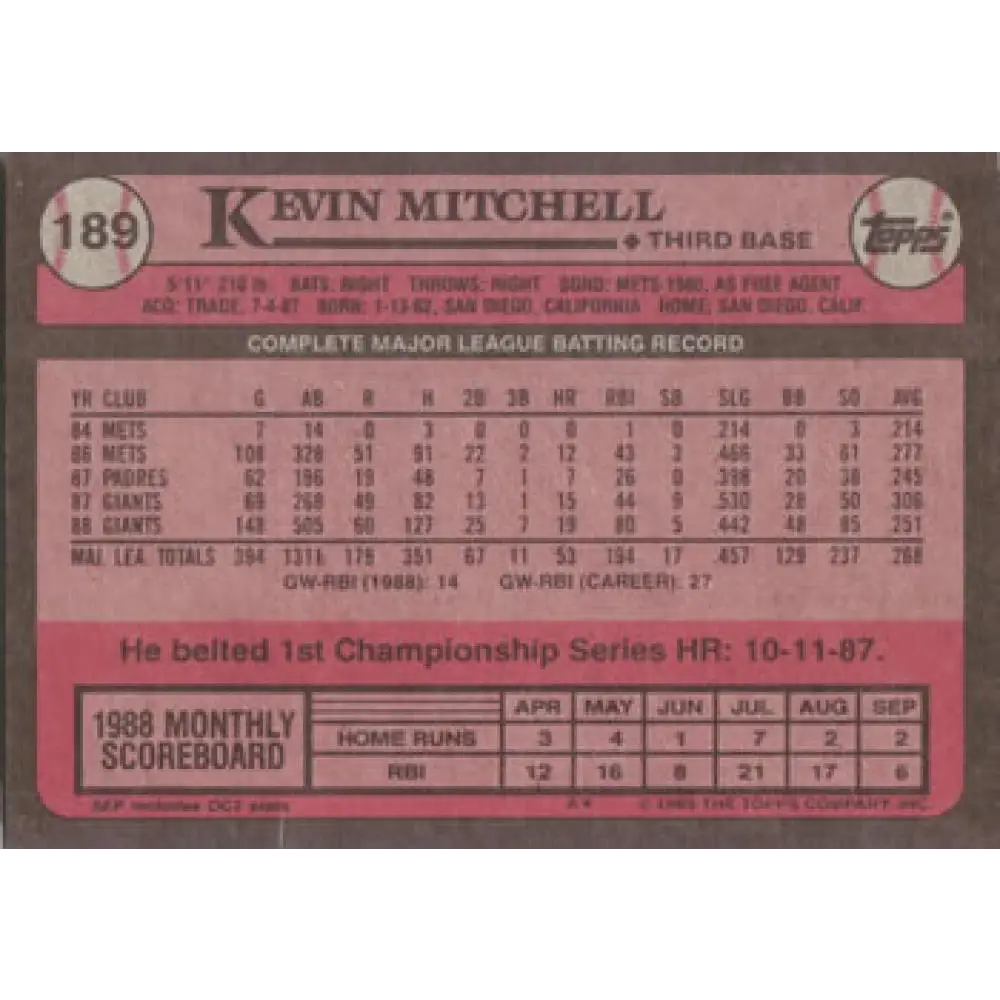 189
KEVIN MITCHELL
THIRD BASE
Topps®
5'11" 210 lb. BATS: RIGHT THROWS: RIGHT SGND: METS-1980, AS FREE AGENT
ACQ: TRADE, 7-4-87 BORN: 1-13-62, SAN DIEGO, CALIFORNIA HOME: SAN DIEGO, CALIF.
COMPLETE MAJOR LEAGUE BATTING RECORD
YR CLUB G AB R H 2B 3B HR RBI SB SLG BB SO AVG
84 METS 7 14 0 3 0 0 0 1 0 .214 0 3 .214
86 METS 108 328 51 91 22 2 12 43 3 .466 33 61 .277
87 PADRES 62 196 19 48 7 1 7 26 0 .398 20 38 .245
87 GIANTS 69 268 49 82 13 1 15 44 9 .530 28 50 .306
88 GIANTS 148 505 60 127 25 7 19 80 5 .442 48 85 .251
MAJ. LEA. TOTALS 394 1311 179 351 67 11 53 194 17 .457 129 237 .268
GW-RBI (1988): 14 GW-RBI (CAREER): 27
He belted 1st Championship Series HR: 10-11-87.
1988 MONTHLY SCOREBOARD
APR MAY JUN JUL AUG SEP
HOME RUNS 3 4 1 7 2 2
RBI 12 16 8 21 17 6
SEP includes OCT stats
A* © 1989 THE TOPPS COMPANY, INC.